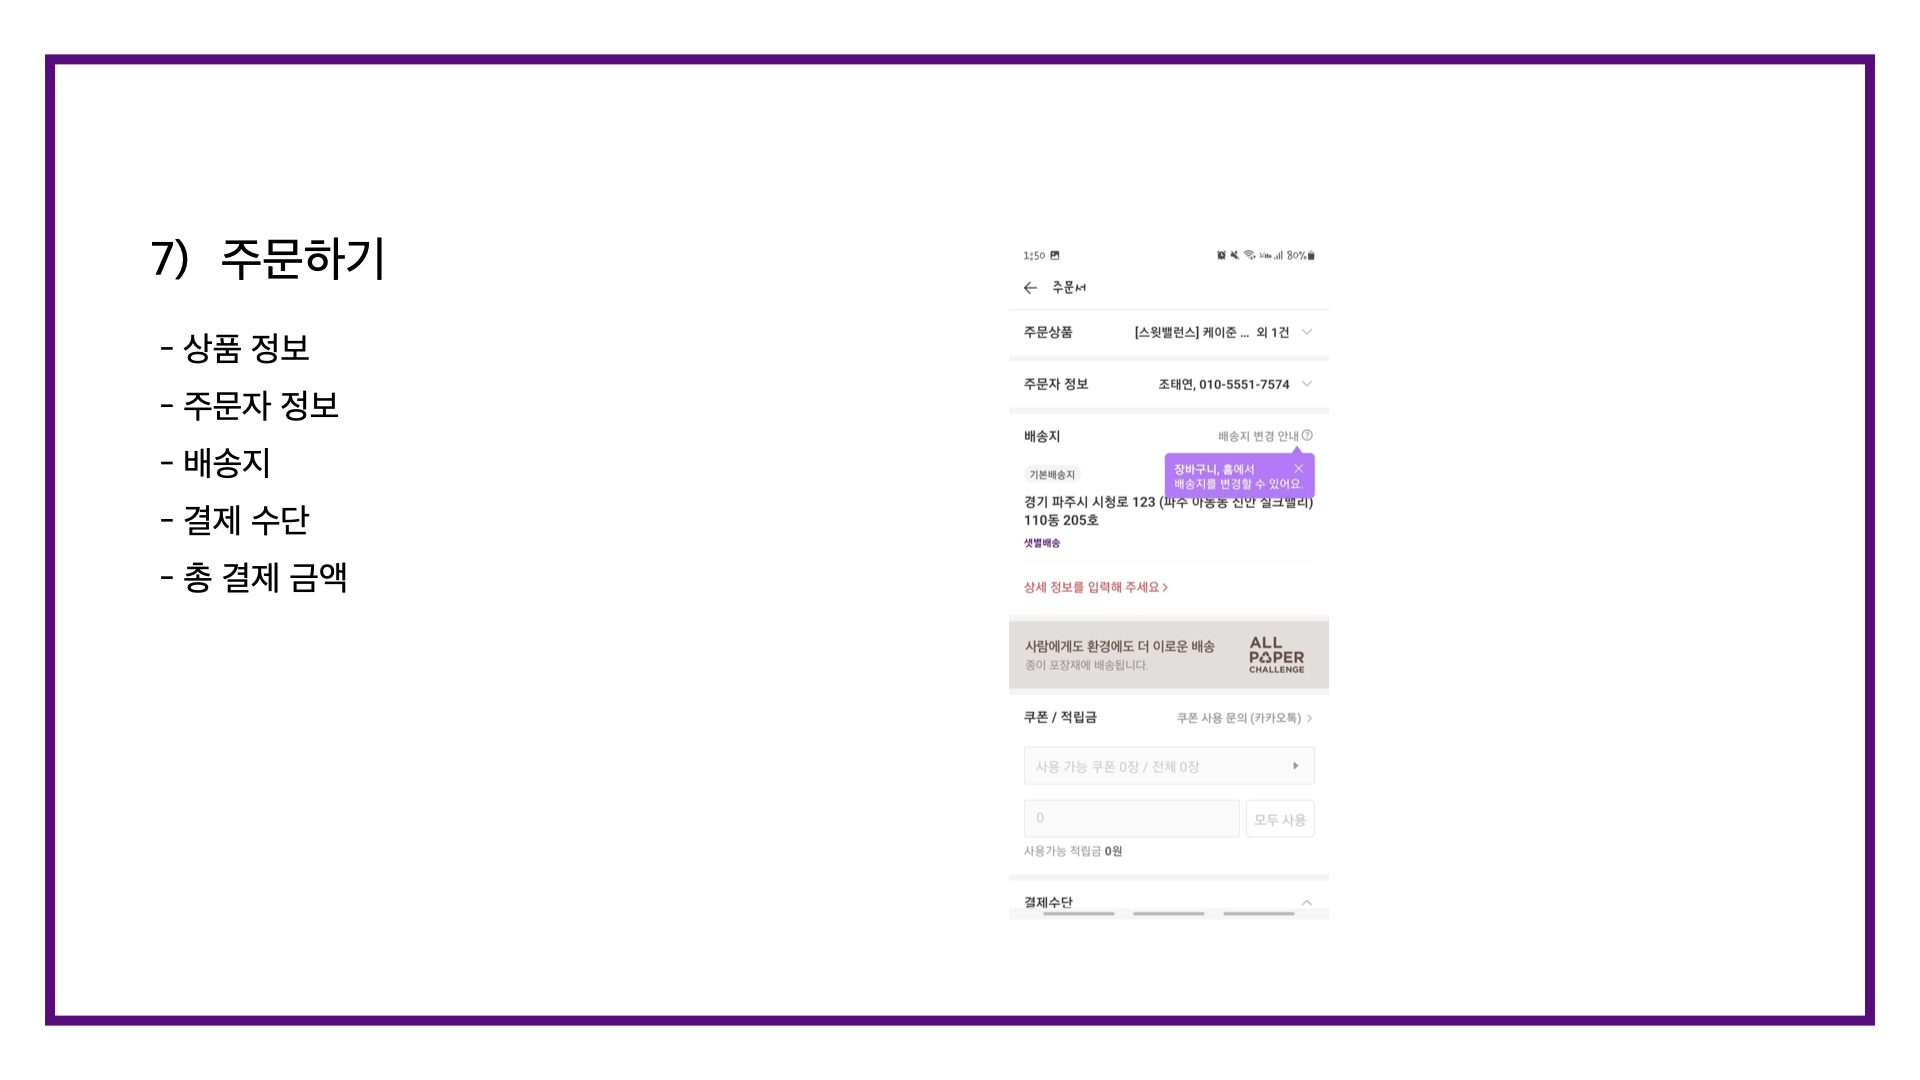 7) 주문하기
- 상품 정보
- 주문자 정보
- 배송지
- 결제 수단
- 총 결제 금액
1:50 80%
주문서
주문상품 [스윗밸런스] 케이준 ... 외 1건
주문자 정보 조태연, 010-5551-7574
배송지 배송지 변경 안내
장바구니, 홈에서
배송지를 변경할 수 있어요.
기본배송지
경기 파주시 시청로 123 (파주 아동동 신안 실크밸리)
110동 205호
샛별배송
상세 정보를 입력해 주세요 >
사람에게도 환경에도 더 이로운 배송
종이 포장재에 배송됩니다.
ALL
PAPER
CHALLENGE
쿠폰 / 적립금 쿠폰 사용 문의 (카카오톡) >
사용 가능 쿠폰 0장 / 전체 0장
0 모두 사용
사용가능 적립금 0원
결제수단